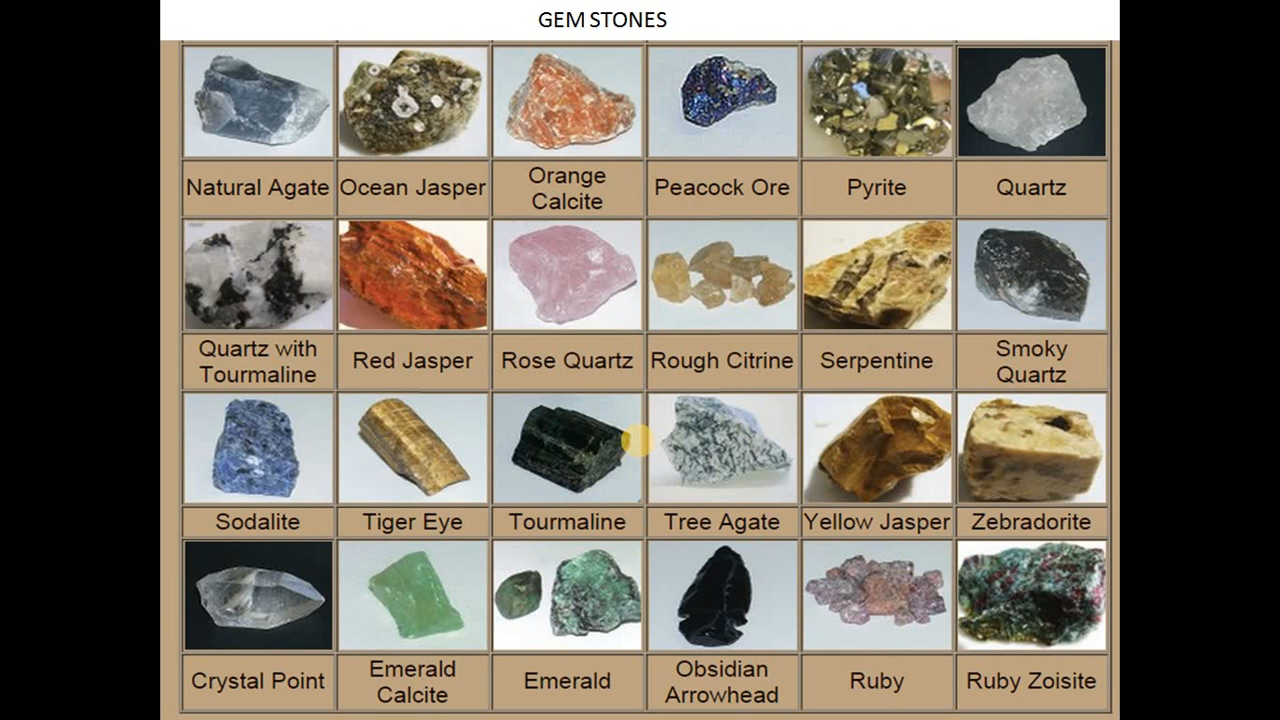 GEM STONES
Natural Agate
Ocean Jasper
Orange
Calcite
Peacock Ore
Pyrite
Quartz
Quartz with
Tourmaline
Red Jasper
Rose Quartz
Rough Citrine
Serpentine
Smoky
Quartz
Sodalite
Tiger Eye
Tourmaline
Tree Agate
Yellow Jasper
Zebradorite
Crystal Point
Emerald
Calcite
Emerald
Obsidian
Arrowhead
Ruby
Ruby Zoisite